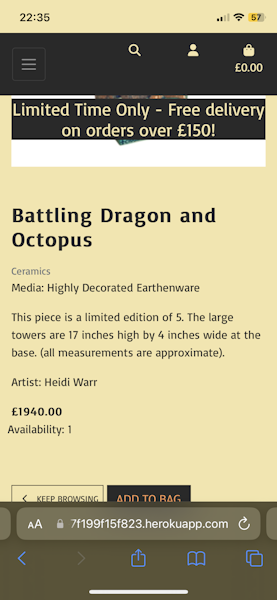 22:35
57
£0.00
Limited Time Only - Free delivery
on orders over £150!
Battling Dragon and
Octopus
Ceramics
Media: Highly Decorated Earthenware
This piece is a limited edition of 5. The large
towers are 17 inches high by 4 inches wide at the
base. (all measurements are approximate).
Artist: Heidi Warr
£1940.00
Availability: 1
< KEEP BROWSING
ADD TO BAG
AA 7f199f15f823.herokuapp.com